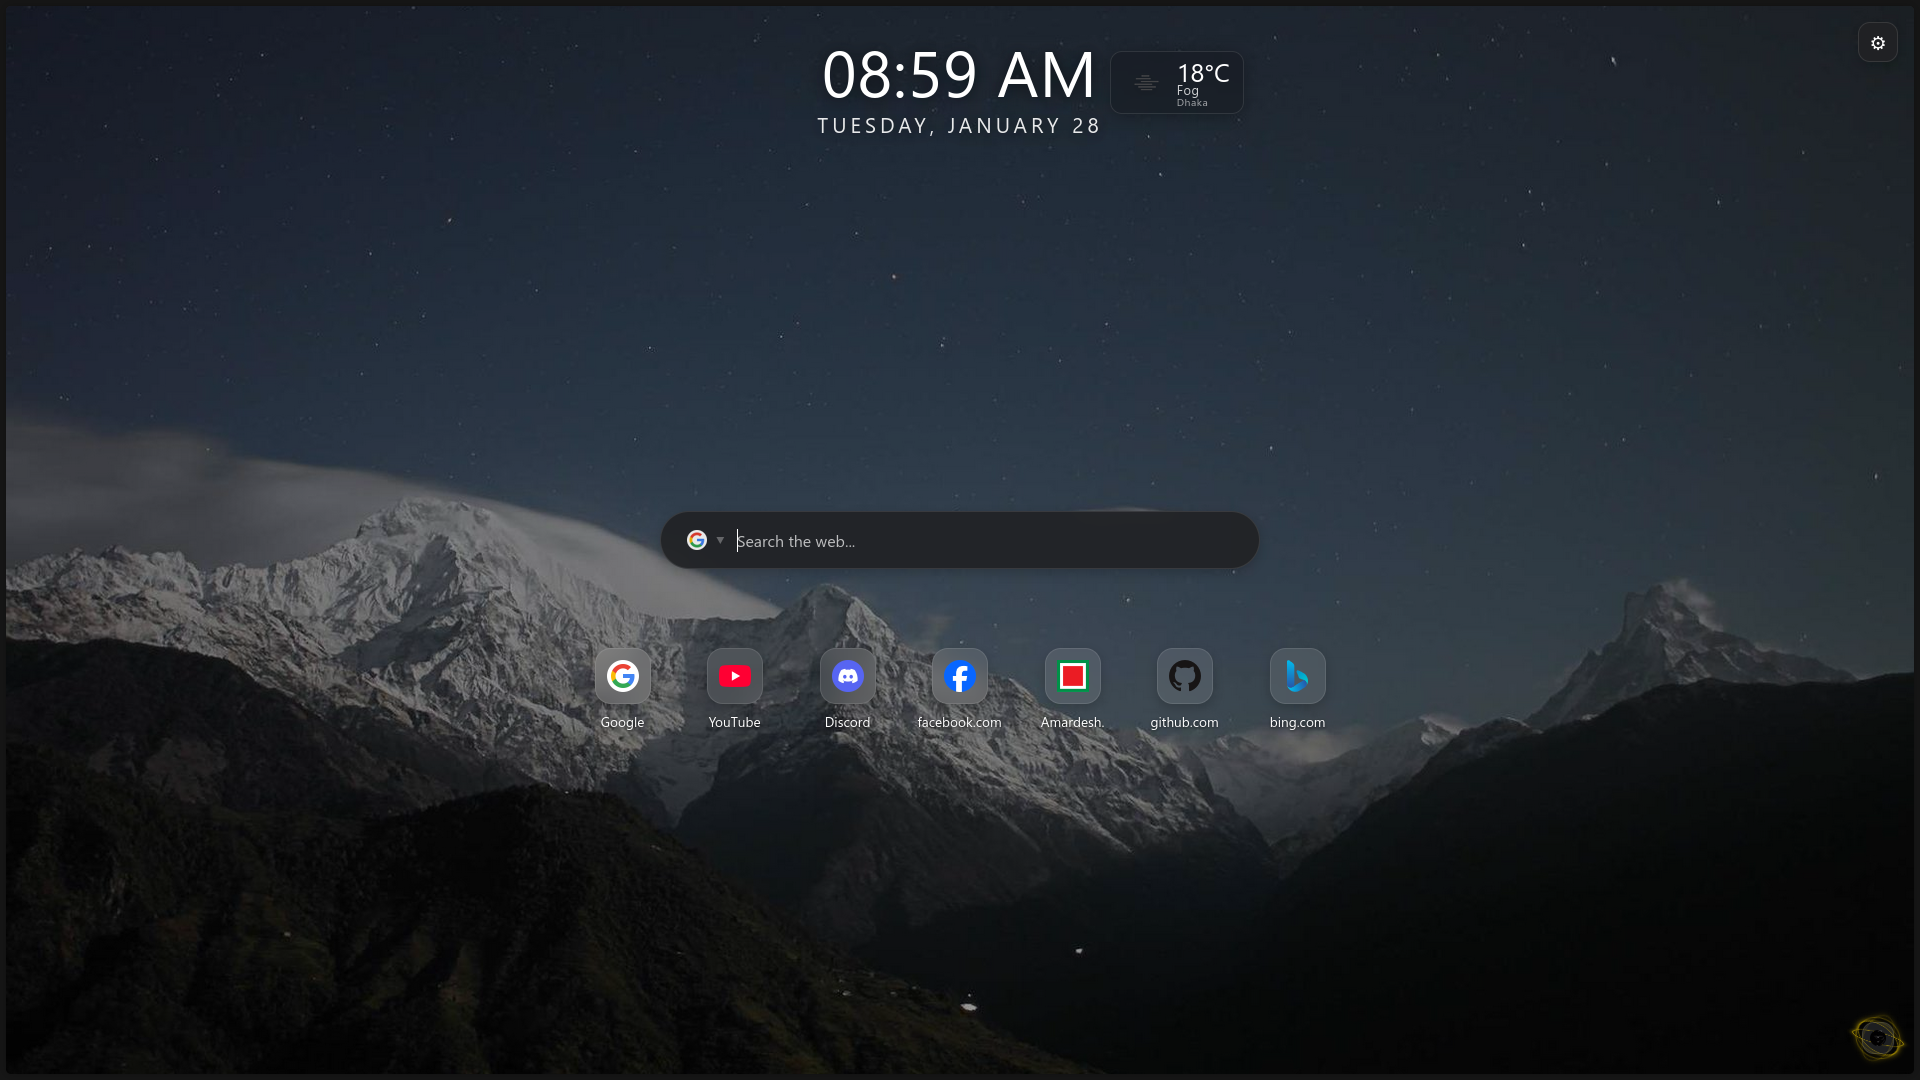 08:59 AM
TUESDAY, JANUARY 28
18°C
Fog
Dhaka
Search the web...
Google
YouTube
Discord
facebook.com
Amardesh.
github.com
bing.com